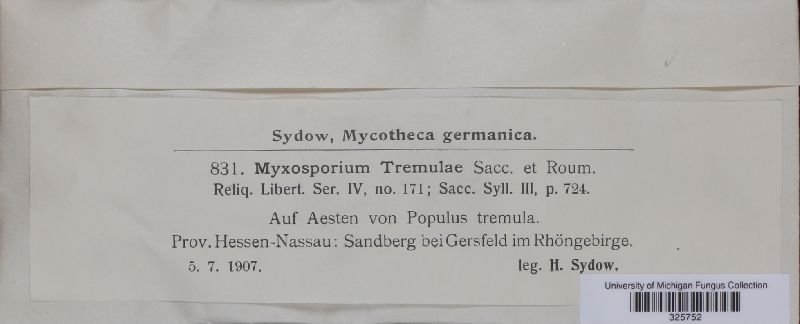 Sydow, Mycotheca germanica.
831. Myxosporium Tremulae Sacc. et Roum.
Reliq. Libert. Ser. IV, no. 171; Sacc. Syll. III, p. 724.
Auf Aesten von Populus tremula.
Prov. Hessen-Nassau: Sandberg bei Gersfeld im Rhöngebirge.
5. 7. 1907. leg. H. Sydow.
University of Michigan Fungus Collection
325752